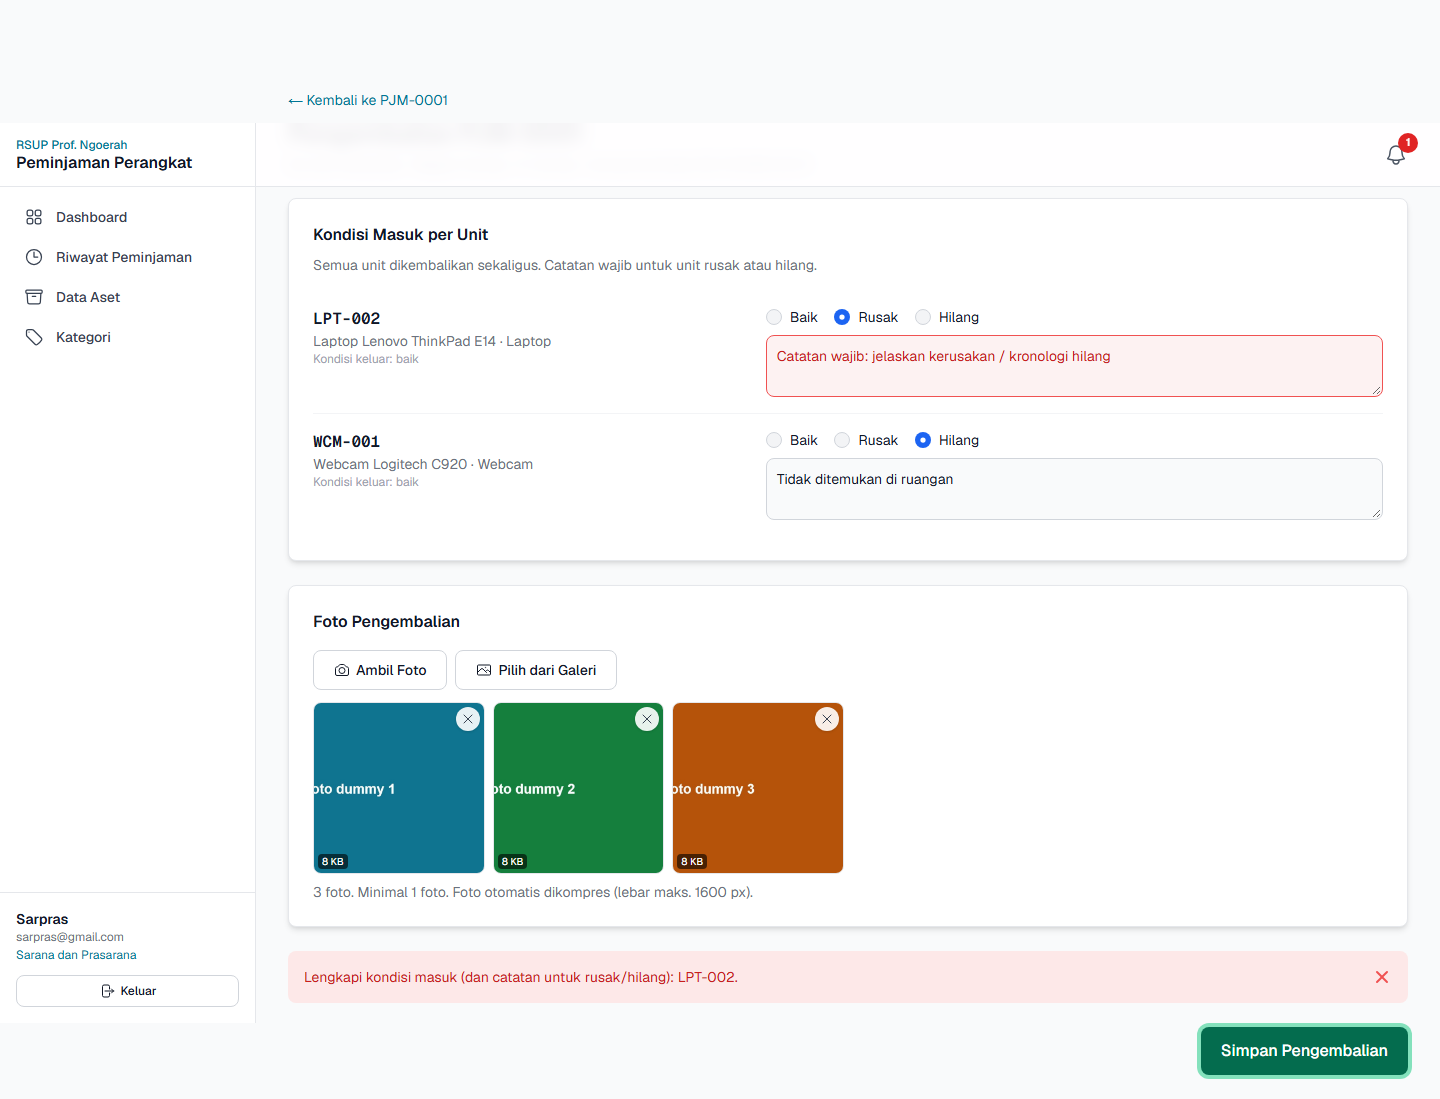 ← Kembali ke PJM-0001
RSUP Prof. Ngoerah
Peminjaman Perangkat
1
Dashboard
Riwayat Peminjaman
Data Aset
Kategori
Kondisi Masuk per Unit
Semua unit dikembalikan sekaligus. Catatan wajib untuk unit rusak atau hilang.
LPT-002
Laptop Lenovo ThinkPad E14 · Laptop
Kondisi keluar: baik
Baik Rusak Hilang
Catatan wajib: jelaskan kerusakan / kronologi hilang
WCM-001
Webcam Logitech C920 · Webcam
Kondisi keluar: baik
Baik Rusak Hilang
Tidak ditemukan di ruangan
Foto Pengembalian
Ambil Foto
Pilih dari Galeri
oto dummy 1
8 KB
oto dummy 2
8 KB
oto dummy 3
8 KB
3 foto. Minimal 1 foto. Foto otomatis dikompres (lebar maks. 1600 px).
Lengkapi kondisi masuk (dan catatan untuk rusak/hilang): LPT-002.
Simpan Pengembalian
Sarpras
sarpras@gmail.com
Sarana dan Prasarana
Keluar